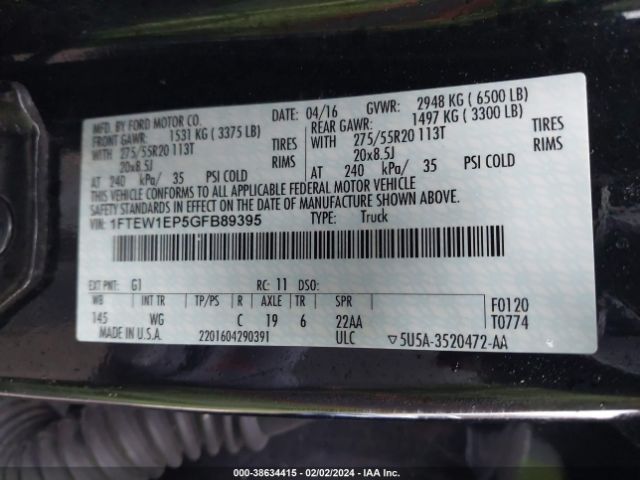 MFD. BY FORD MOTOR CO. DATE: 04/16 GVWR: 2948 KG ( 6500 LB)
FRONT GAWR: 1531 KG ( 3375 LB) REAR GAWR: 1497 KG ( 3300 LB)
WITH 275/55R20 113T TIRES WITH 275/55R20 113T TIRES
20x8.5J RIMS 20x8.5J RIMS
AT 240 kPa/ 35 PSI COLD AT 240 kPa/ 35 PSI COLD
THIS VEHICLE CONFORMS TO ALL APPLICABLE FEDERAL MOTOR VEHICLE
SAFETY STANDARDS IN EFFECT ON THE DATE OF MANUFACTURE SHOWN ABOVE.
VIN: 1FTEW1EP5GFB89395 TYPE: Truck
EXT PNT: G1 RC: 11 DSO:
WB INT TR TP/PS R AXLE TR SPR F0120
145 WG C 19 6 22AA T0774
MADE IN U.S.A. 2201604290391 ULC ▽5U5A-3520472-AA
000-38634415 - 02/02/2024 - IAA Inc.